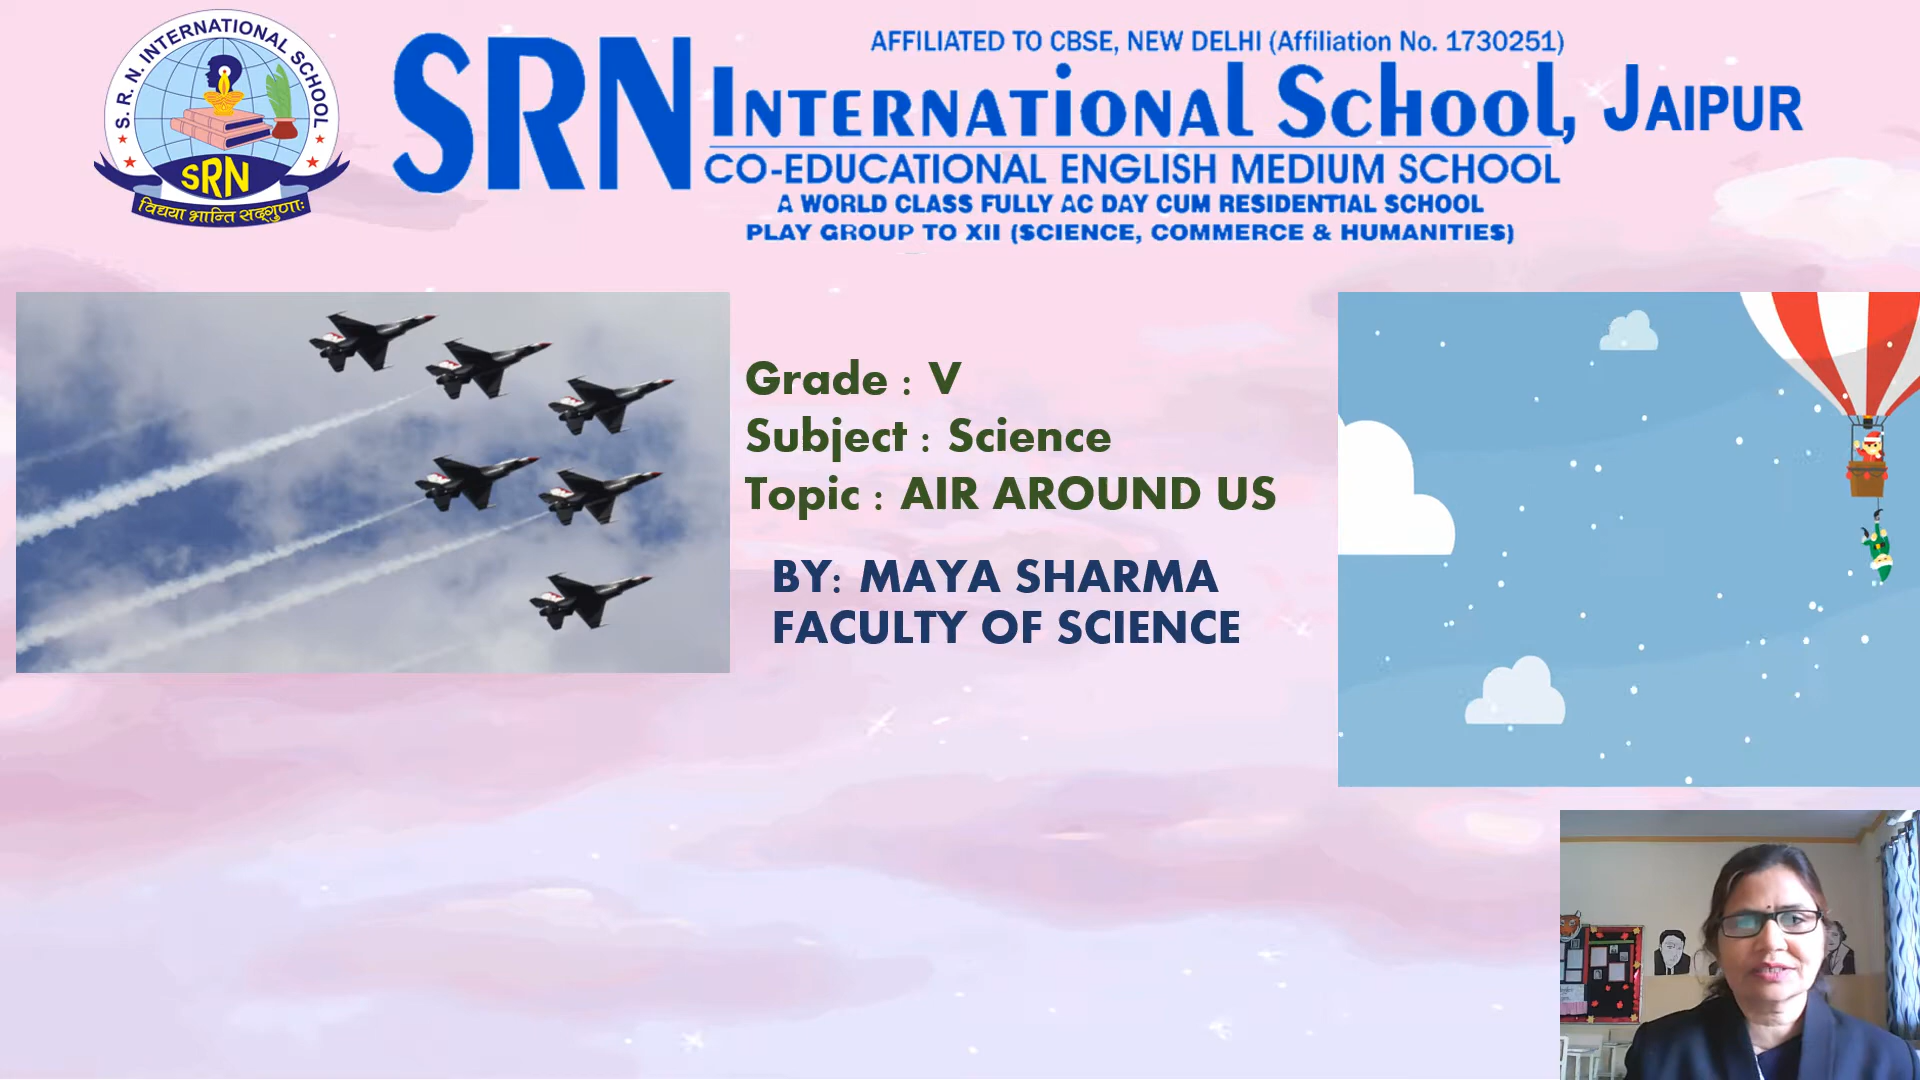 S. R. N. INTERNATIONAL SCHOOL
SRN
विद्यया भान्ति सद्गुणाः
AFFILIATED TO CBSE, NEW DELHI (Affiliation No. 1730251)
SRN INTERNATIONAL SCHOOL, JAIPUR
CO-EDUCATIONAL ENGLISH MEDIUM SCHOOL
A WORLD CLASS FULLY AC DAY CUM RESIDENTIAL SCHOOL
PLAY GROUP TO XII (SCIENCE, COMMERCE & HUMANITIES)
Grade : V
Subject : Science
Topic : AIR AROUND US
BY: MAYA SHARMA
FACULTY OF SCIENCE